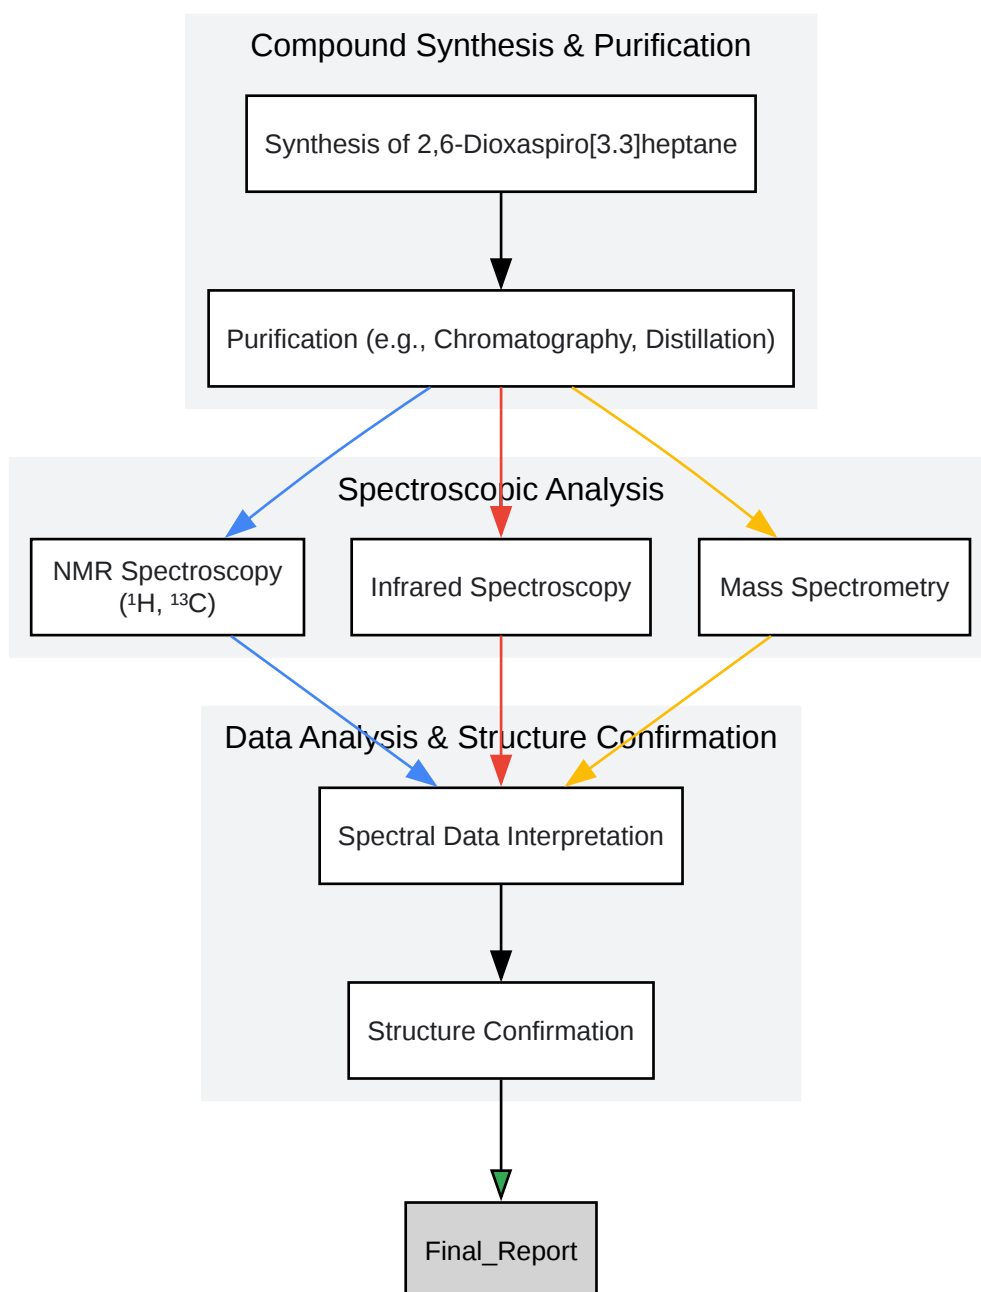 Compound Synthesis & Purification
Synthesis of 2,6-Dioxaspiro[3.3]heptane
Purification (e.g., Chromatography, Distillation)
Spectroscopic Analysis
NMR Spectroscopy
(¹H, ¹³C)
Infrared Spectroscopy
Mass Spectrometry
Data Analysis & Structure Confirmation
Spectral Data Interpretation
Structure Confirmation
Final_Report